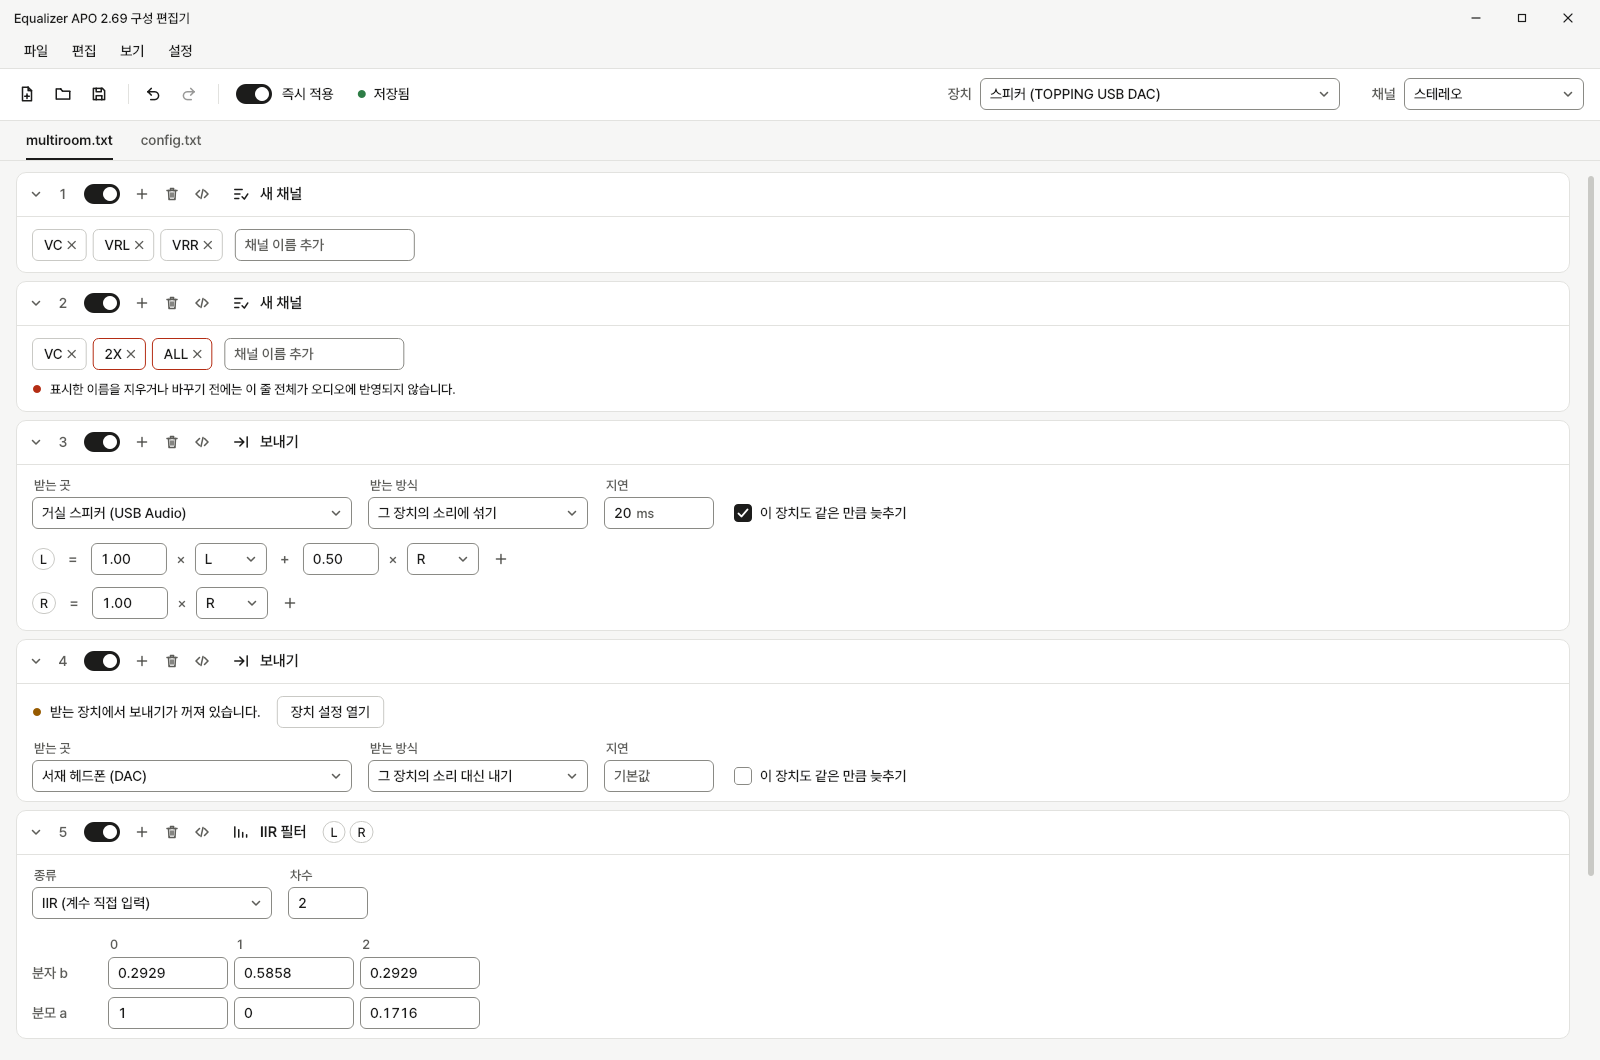 Equalizer APO 2.69 구성 편집기
파일 편집 보기 설정
즉시 적용 저장됨 장치 스피커 (TOPPING USB DAC) 채널 스테레오
multiroom.txt config.txt
1 새 채널
VC VRL VRR 채널 이름 추가
2 새 채널
VC 2X ALL 채널 이름 추가
표시한 이름을 지우거나 바꾸기 전에는 이 줄 전체가 오디오에 반영되지 않습니다.
3 보내기
받는 곳 받는 방식 지연
거실 스피커 (USB Audio) 그 장치의 소리에 섞기 20 ms 이 장치도 같은 만큼 늦추기
L = 1.00 × L + 0.50 × R +
R = 1.00 × R +
4 보내기
받는 장치에서 보내기가 꺼져 있습니다. 장치 설정 열기
받는 곳 받는 방식 지연
서재 헤드폰 (DAC) 그 장치의 소리 대신 내기 기본값 이 장치도 같은 만큼 늦추기
5 IIR 필터 L R
종류 차수
IIR (계수 직접 입력) 2
0 1 2
분자 b 0.2929 0.5858 0.2929
분모 a 1 0 0.1716